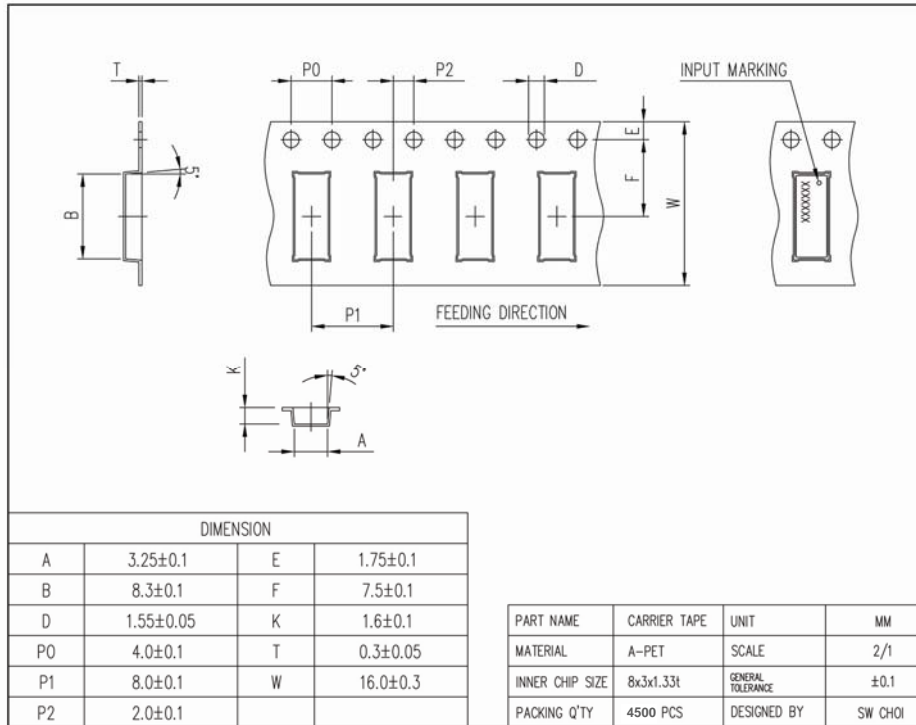 T
P0
P2
D
INPUT MARKING
E
F
W
B
5°
XXXXXXX
P1
FEEDING DIRECTION
K
5°
A
DIMENSION
A 3.25±0.1 E 1.75±0.1
B 8.3±0.1 F 7.5±0.1
D 1.55±0.05 K 1.6±0.1
P0 4.0±0.1 T 0.3±0.05
P1 8.0±0.1 W 16.0±0.3
P2 2.0±0.1
PART NAME CARRIER TAPE UNIT MM
MATERIAL A-PET SCALE 2/1
INNER CHIP SIZE 8x3x1.33t GENERAL TOLERANCE ±0.1
PACKING Q'TY 4500 PCS DESIGNED BY SW CHOI